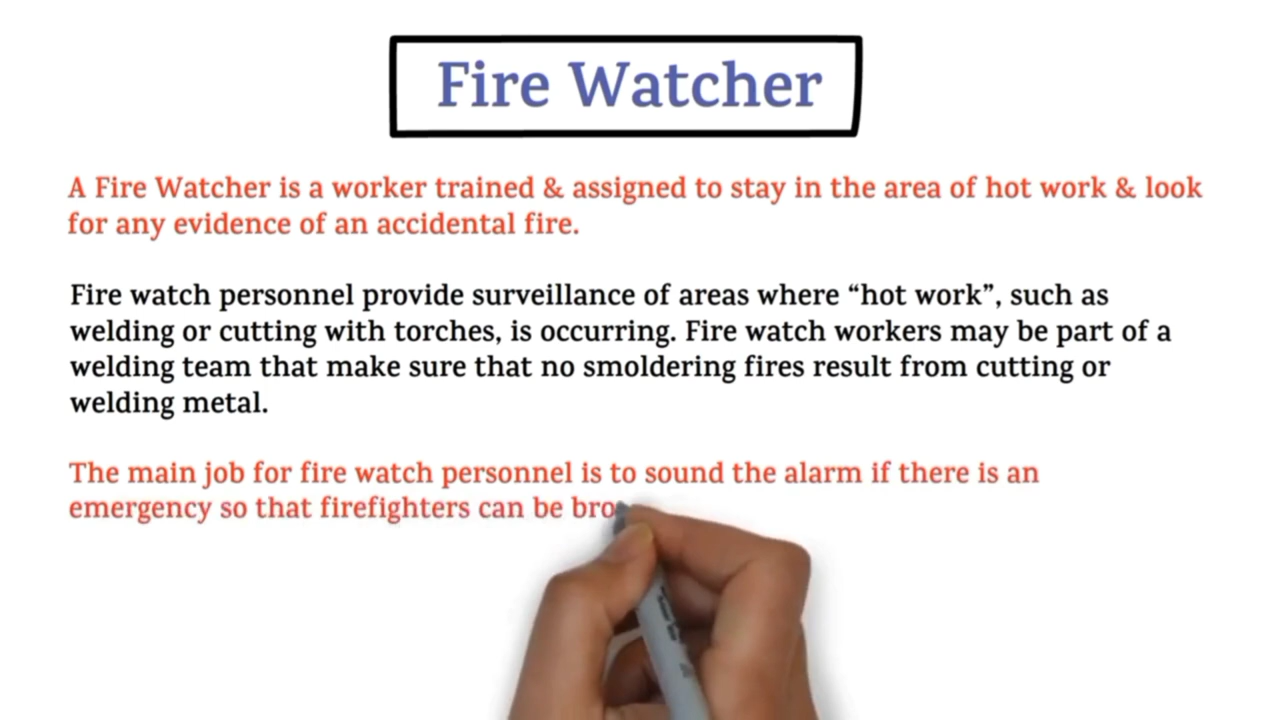 Fire Watcher
A Fire Watcher is a worker trained & assigned to stay in the area of hot work & look
for any evidence of an accidental fire.
Fire watch personnel provide surveillance of areas where “hot work”, such as
welding or cutting with torches, is occurring. Fire watch workers may be part of a
welding team that make sure that no smoldering fires result from cutting or
welding metal.
The main job for fire watch personnel is to sound the alarm if there is an
emergency so that firefighters can be bro